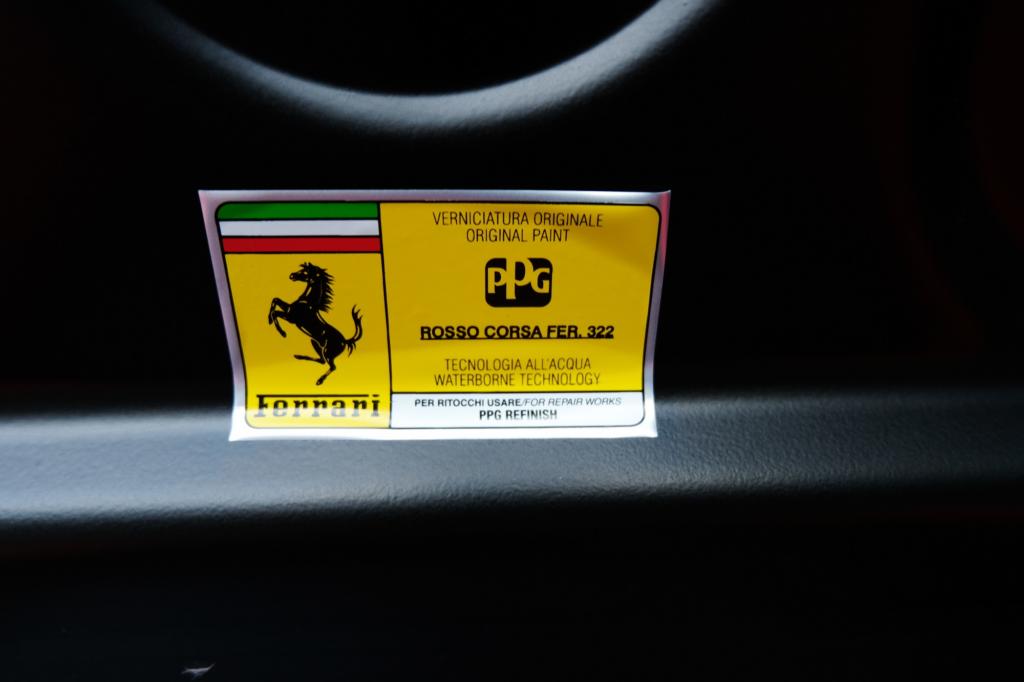 VERNICIATURA ORIGINALE
ORIGINAL PAINT
PPG
ROSSO CORSA FER. 322
TECNOLOGIA ALL'ACQUA
WATERBORNE TECHNOLOGY
Ferrari
PER RITOCCHI USARE/FOR REPAIR WORKS
PPG REFINISH